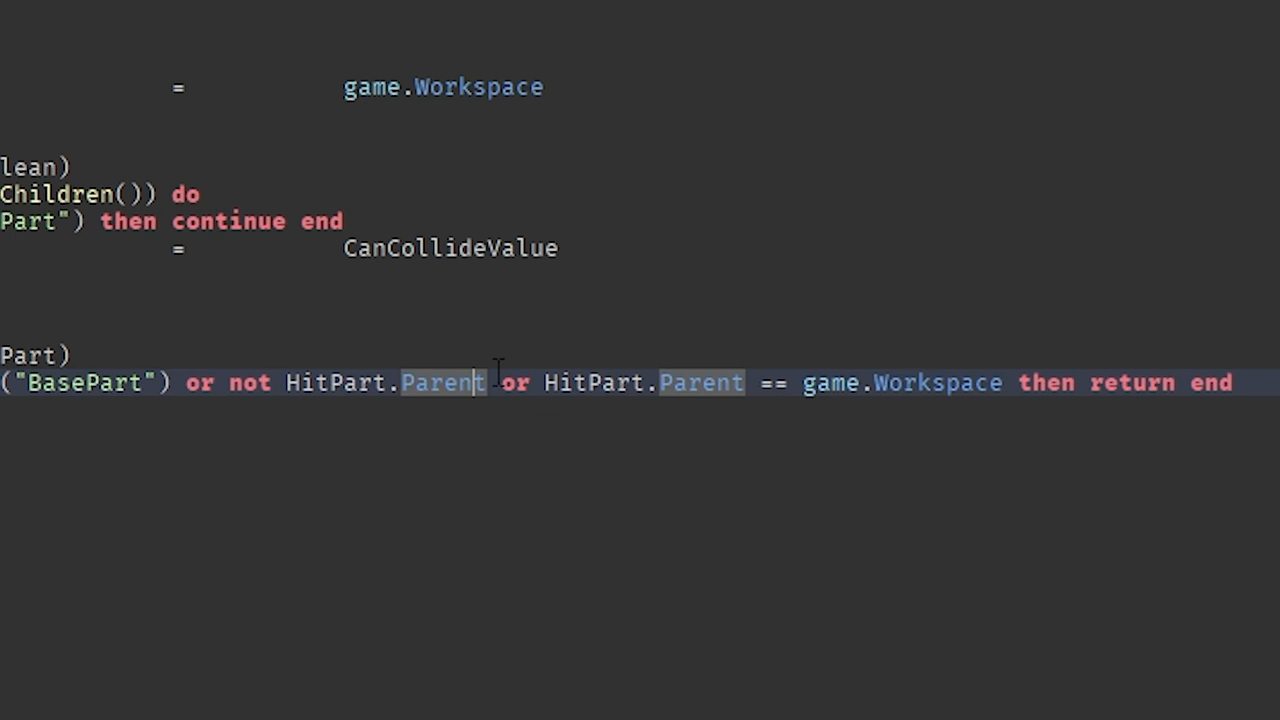 = game.Workspace
lean)
Children()) do
Part") then continue end
= CanCollideValue
Part)
("BasePart") or not HitPart.Parent or HitPart.Parent == game.Workspace then return end